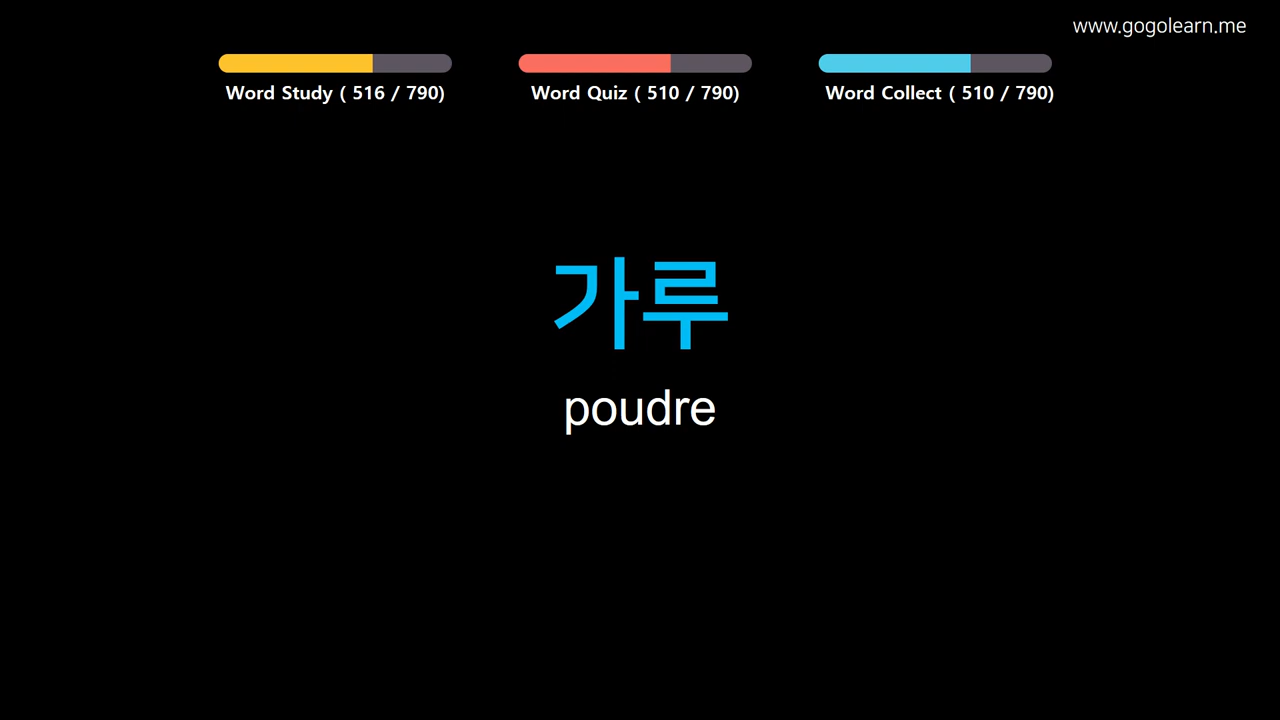 www.gogolearn.me
Word Study ( 516 / 790)
Word Quiz ( 510 / 790)
Word Collect ( 510 / 790)
가루
poudre